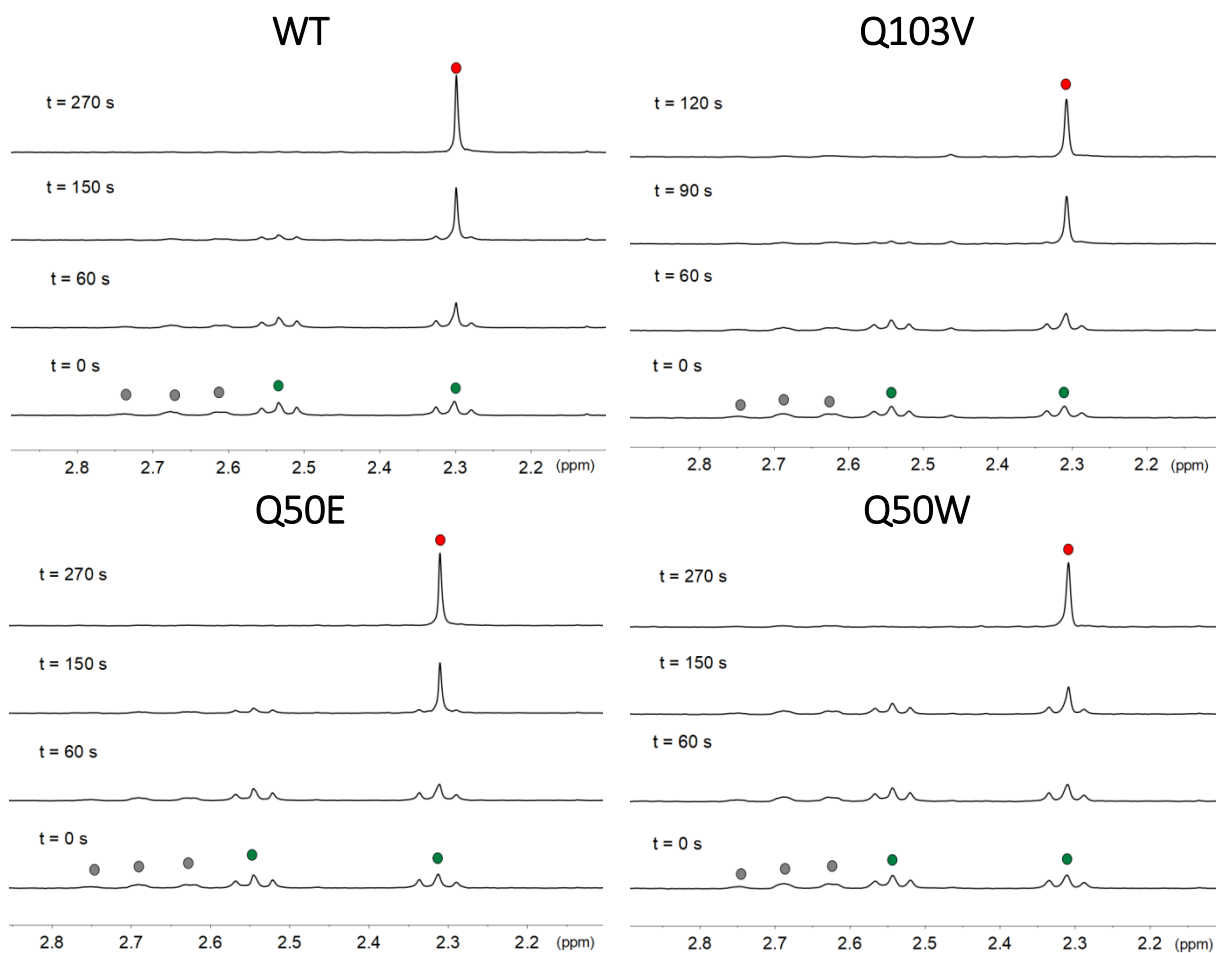 WT
t = 270 s
t = 150 s
t = 60 s
t = 0 s
2.8 2.7 2.6 2.5 2.4 2.3 2.2 (ppm)
Q103V
t = 120 s
t = 90 s
t = 60 s
t = 0 s
2.8 2.7 2.6 2.5 2.4 2.3 2.2 (ppm)
Q50E
t = 270 s
t = 150 s
t = 60 s
t = 0 s
2.8 2.7 2.6 2.5 2.4 2.3 2.2 (ppm)
Q50W
t = 270 s
t = 150 s
t = 60 s
t = 0 s
2.8 2.7 2.6 2.5 2.4 2.3 2.2 (ppm)